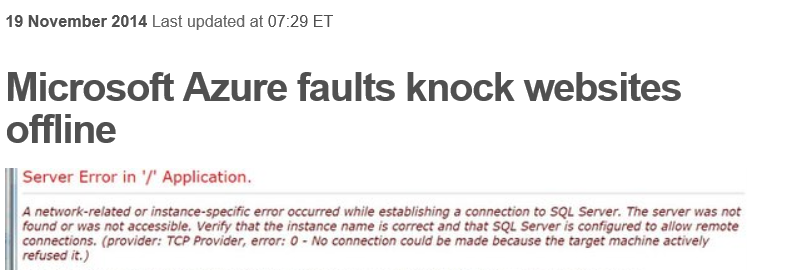 19 November 2014 Last updated at 07:29 ET
Microsoft Azure faults knock websites
offline
Server Error in '/' Application.
A network-related or instance-specific error occurred while establishing a connection to SQL Server. The server was not
found or was not accessible. Verify that the instance name is correct and that SQL Server is configured to allow remote
connections. (provider: TCP Provider, error: 0 - No connection could be made because the target machine actively
refused it.)